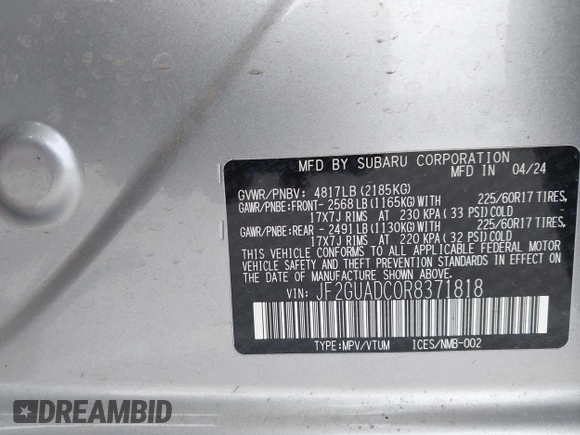 MFD BY SUBARU CORPORATION
MFD IN 04/24
GVWR/PNBV: 4817LB (2185KG)
GAWR/PNBE:FRONT-2568LB (1165KG) WITH 225/60R17 TIRES,
17X7J RIMS AT 230 KPA (33 PSI) COLD
GAWR/PNBE:REAR -2491LB (1130KG) WITH 225/60R17 TIRES,
17X7J RIMS AT 220 KPA (32 PSI) COLD
THIS VEHICLE CONFORMS TO ALL APPLICABLE FEDERAL MOTOR
VEHICLE SAFETY AND THEFT PREVENTION STANDARDS IN EFFECT
ON THE DATE OF MANUFACTURE SHOWN ABOVE.
VIN: JF2GUADC0R8371818
TYPE:MPV/VTUM ICES/NMB-002
DREAMBID